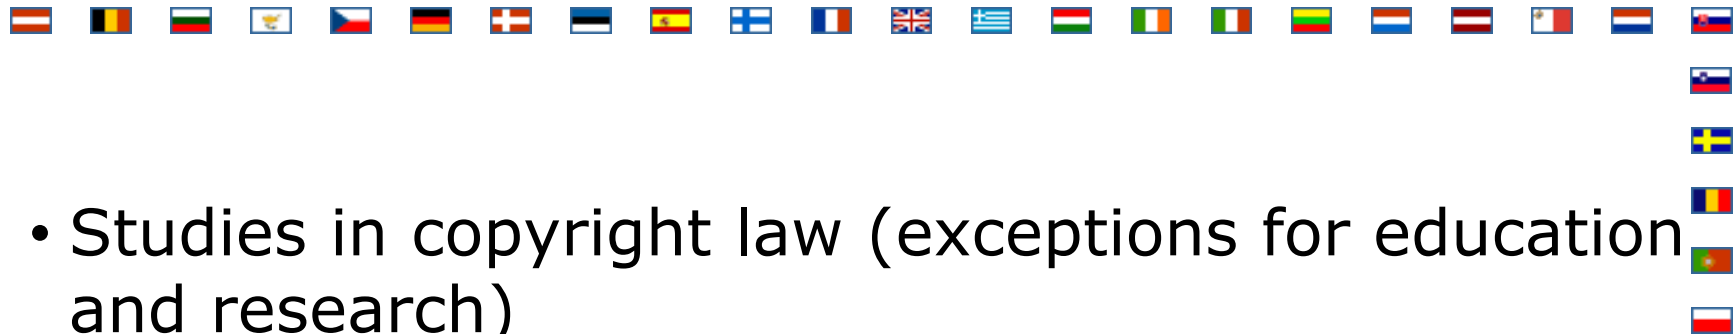 • Studies in copyright law (exceptions for education
and research)